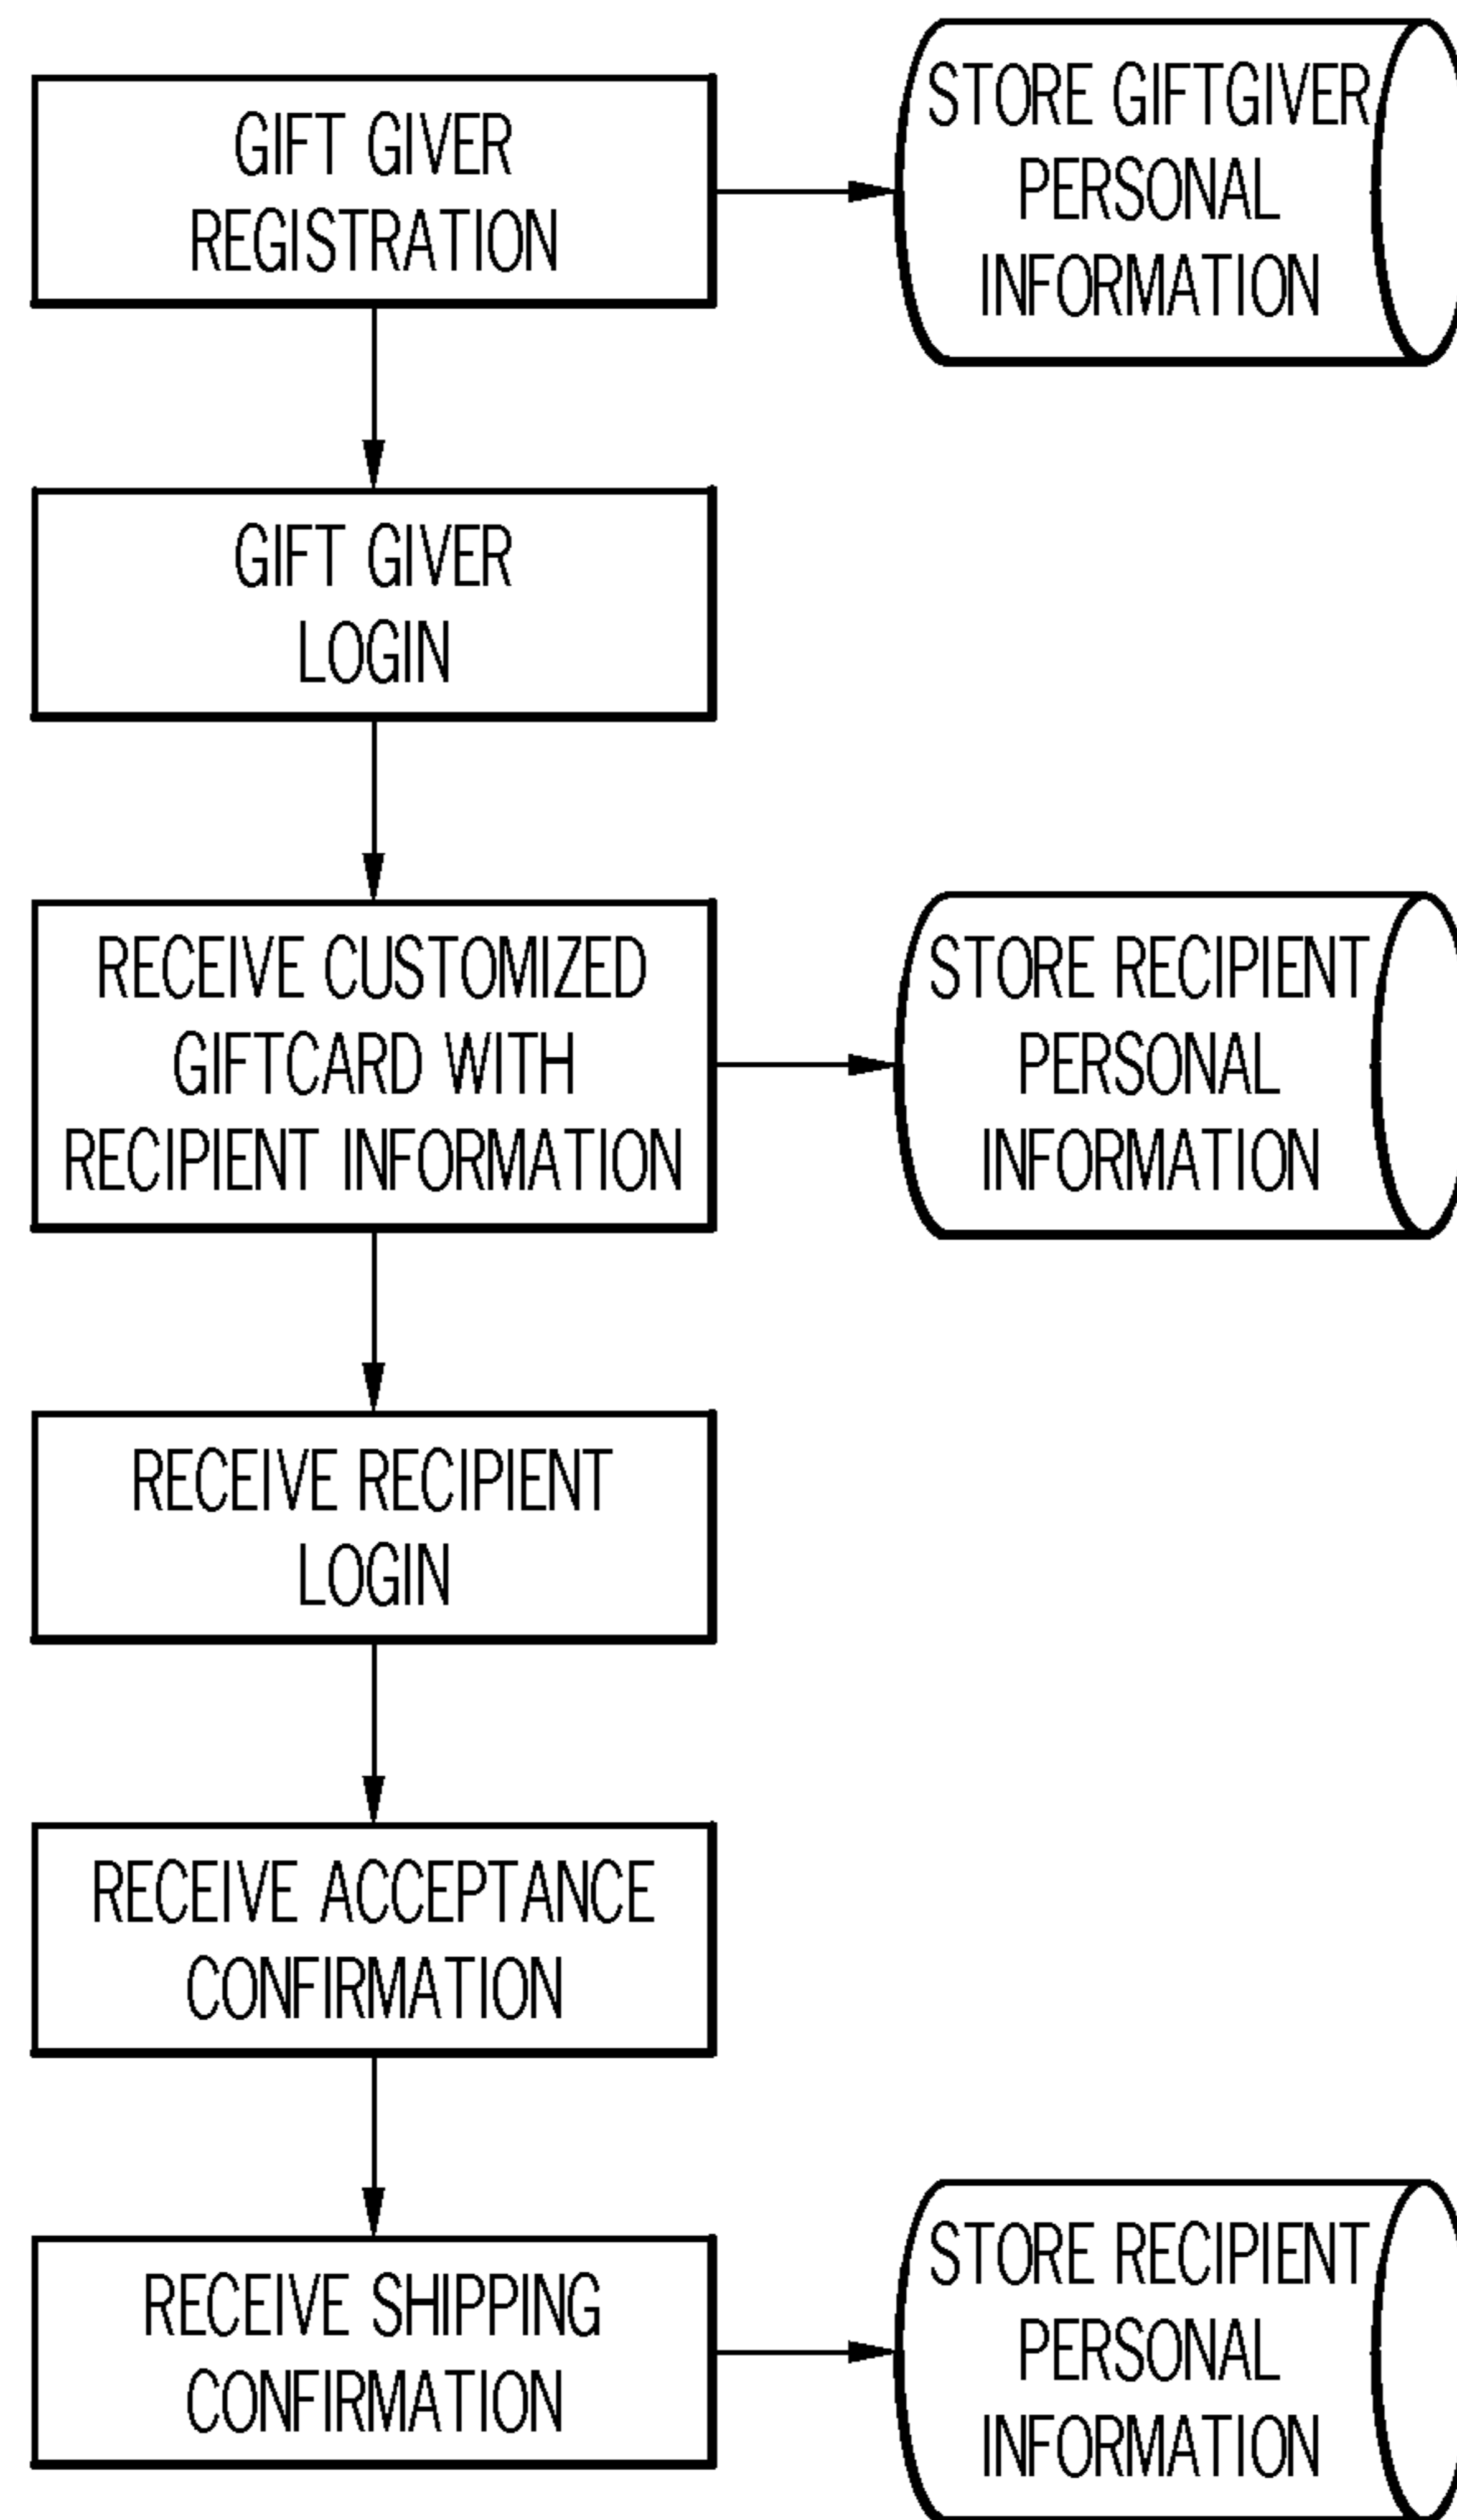 GIFT GIVER
REGISTRATION
STORE GIFTGIVER
PERSONAL
INFORMATION
GIFT GIVER
LOGIN
RECEIVE CUSTOMIZED
GIFTCARD WITH
RECIPIENT INFORMATION
STORE RECIPIENT
PERSONAL
INFORMATION
RECEIVE RECIPIENT
LOGIN
RECEIVE ACCEPTANCE
CONFIRMATION
RECEIVE SHIPPING
CONFIRMATION
STORE RECIPIENT
PERSONAL
INFORMATION